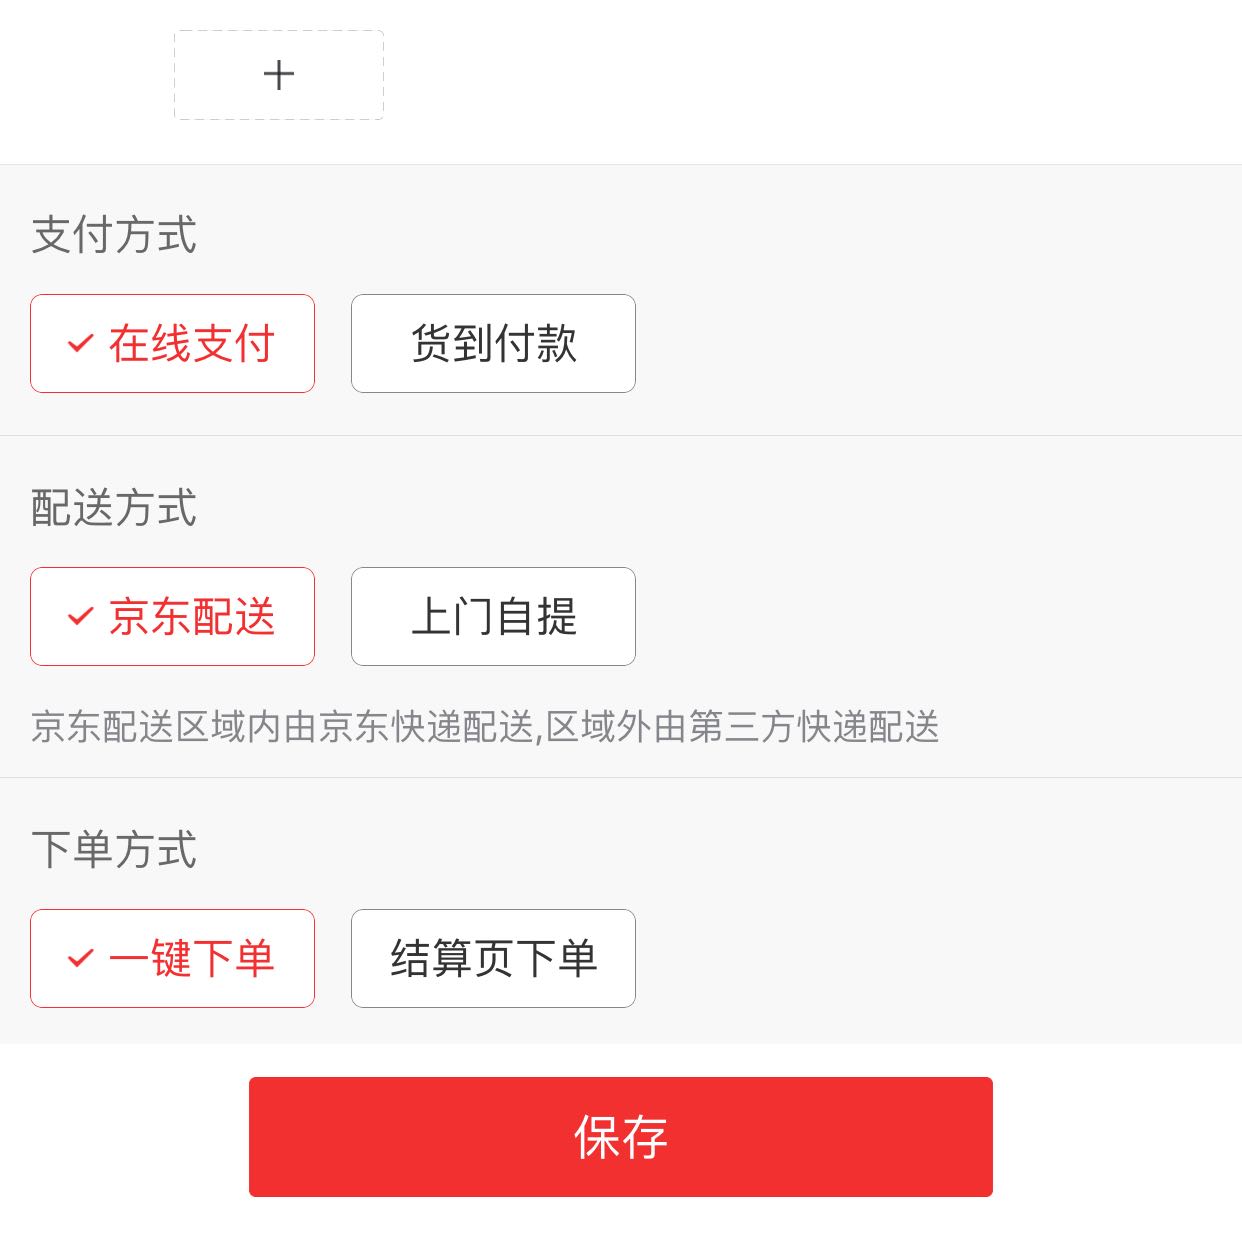 支付方式
在线支付 货到付款
配送方式
京东配送 上门自提
京东配送区域内由京东快递配送,区域外由第三方快递配送
下单方式
一键下单 结算页下单
保存